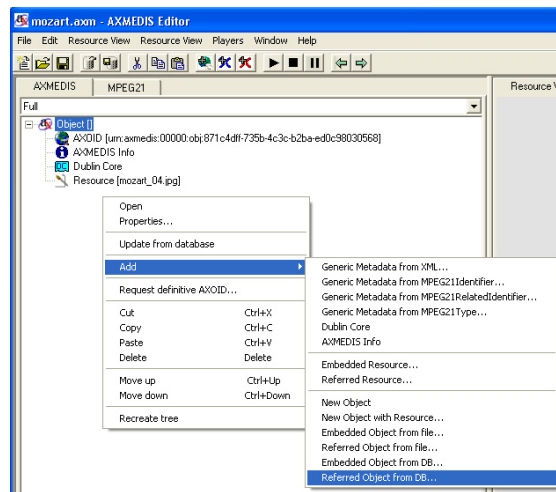 mozart.axm - AXMEDIS Editor
File Edit Resource View Resource View Players Window Help
AXMEDIS MPEG21
Resource
Full
Object []
AXOID [urn:axmedis:00000:obj:871c4dff-735b-4c3c-b2ba-ed0c98030568]
AXMEDIS Info
DC Dublin Core
Resource [mozart_04.jpg]
Open
Properties...
Update from database
Add
Request definitive AXOID...
Cut Ctrl+X
Copy Ctrl+C
Paste Ctrl+V
Delete Delete
Move up Ctrl+Up
Move down Ctrl+Down
Recreate tree
Generic Metadata from XML...
Generic Metadata from MPEG21Identifier...
Generic Metadata from MPEG21RelatedIdentifier...
Generic Metadata from MPEG21Type...
Dublin Core
AXMEDIS Info
Embedded Resource...
Referred Resource...
New Object
New Object with Resource...
Embedded Object from file...
Referred Object from file...
Embedded Object from DB...
Referred Object from DB...